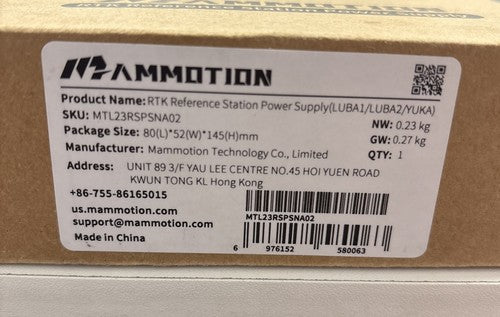 MAMMOTION
Product Name: RTK Reference Station Power Supply(LUBA1/LUBA2/YUKA)
SKU: MTL23RSPSNA02
NW: 0.23 kg
Package Size: 80(L)*52(W)*145(H)mm
GW: 0.27 kg
Manufacturer: Mammotion Technology Co., Limited
QTY: 1
Address: UNIT 89 3/F YAU LEE CENTRE NO.45 HOI YUEN ROAD
KWUN TONG KL Hong Kong
+86-755-86165015
us.mammotion.com
support@mammotion.com
Made in China
MTL23RSPSNA02
6 976152 580063